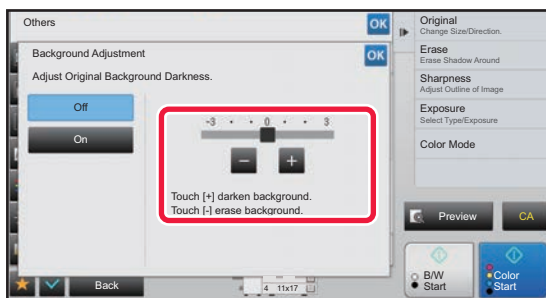 Others
OK
Background Adjustment
OK
Adjust Original Background Darkness.
Off
On
-3 • • 0 • • 3
− +
Touch [+] darken background.
Touch [-] erase background.
Back
4 11x17
Original
Change Size/Direction.
Erase
Erase Shadow Around
Sharpness
Adjust Outline of Image
Exposure
Select Type/Exposure
Color Mode
Preview
CA
B/W
Start
Color
Start